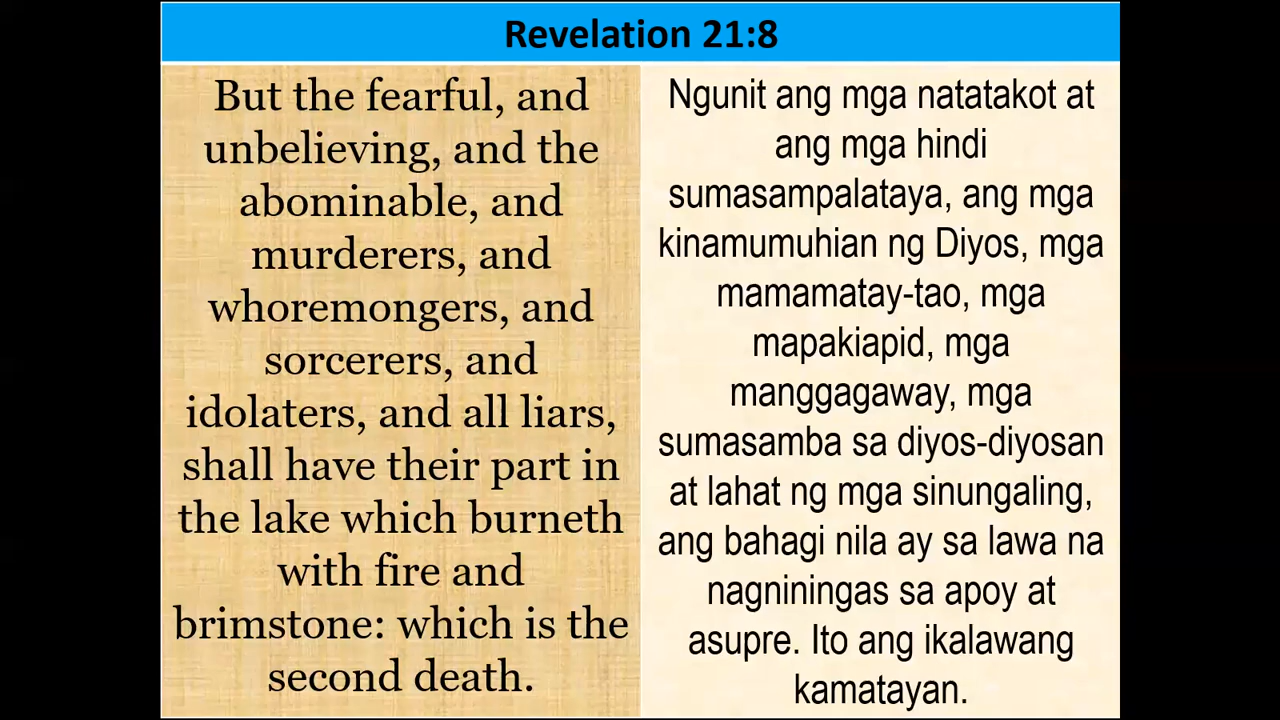 Revelation 21:8
But the fearful, and
unbelieving, and the
abominable, and
murderers, and
whoremongers, and
sorcerers, and
idolaters, and all liars,
shall have their part in
the lake which burneth
with fire and
brimstone: which is the
second death.
Ngunit ang mga natatakot at
ang mga hindi
sumasampalataya, ang mga
kinamumuhian ng Diyos, mga
mamamatay-tao, mga
mapakiapid, mga
manggagaway, mga
sumasamba sa diyos-diyosan
at lahat ng mga sinungaling,
ang bahagi nila ay sa lawa na
nagniningas sa apoy at
asupre. Ito ang ikalawang
kamatayan.